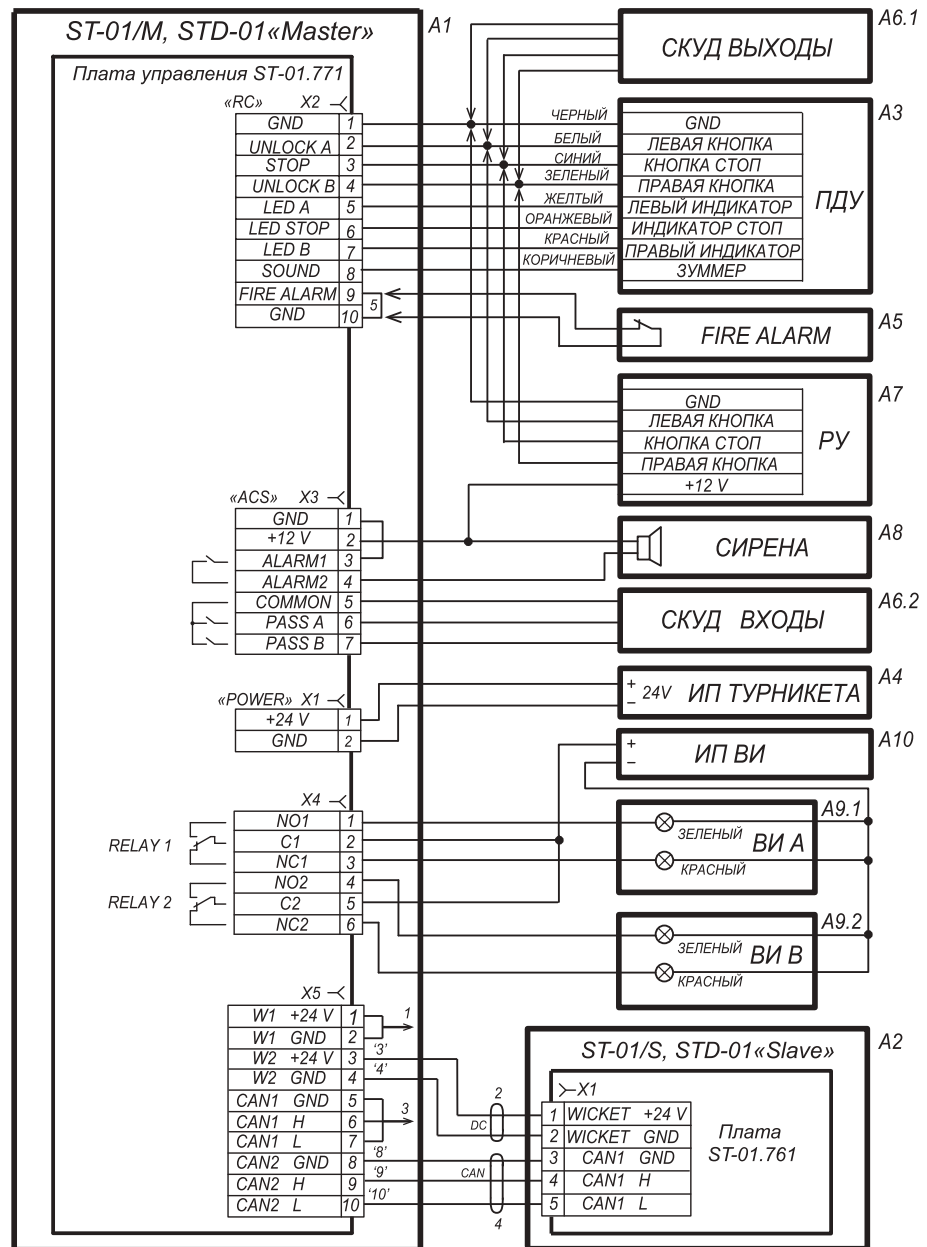 ST-01/M, STD-01«Master»
A1
Плата управления ST-01.771
«RC» X2
GND 1
UNLOCK A 2
STOP 3
UNLOCK B 4
LED A 5
LED STOP 6
LED B 7
SOUND 8
FIRE ALARM 9
GND 10
5
ЧЕРНЫЙ
БЕЛЫЙ
СИНИЙ
ЗЕЛЕНЫЙ
ЖЕЛТЫЙ
ОРАНЖЕВЫЙ
КРАСНЫЙ
КОРИЧНЕВЫЙ
A6.1
СКУД ВЫХОДЫ
A3
GND
ЛЕВАЯ КНОПКА
КНОПКА СТОП
ПРАВАЯ КНОПКА
ЛЕВЫЙ ИНДИКАТОР
ИНДИКАТОР СТОП
ПРАВЫЙ ИНДИКАТОР
ЗУММЕР
ПДУ
A5
FIRE ALARM
A7
GND
ЛЕВАЯ КНОПКА
КНОПКА СТОП
ПРАВАЯ КНОПКА
+12 V
РУ
«ACS» X3
GND 1
+12 V 2
ALARM1 3
ALARM2 4
COMMON 5
PASS A 6
PASS B 7
A8
СИРЕНА
A6.2
СКУД ВХОДЫ
«POWER» X1
+24 V 1
GND 2
A4
+ 24V ИП ТУРНИКЕТА
–
A10
+ ИП ВИ
–
X4
NO1 1
C1 2
NC1 3
NO2 4
C2 5
NC2 6
RELAY 1
RELAY 2
A9.1
ЗЕЛЕНЫЙ
ВИ А
КРАСНЫЙ
A9.2
ЗЕЛЕНЫЙ
ВИ В
КРАСНЫЙ
X5
W1 +24 V 1
W1 GND 2
W2 +24 V 3
W2 GND 4
CAN1 GND 5
CAN1 H 6
CAN1 L 7
CAN2 GND 8
CAN2 H 9
CAN2 L 10
1
‘3’
‘4’
3
‘8’
‘9’
‘10’
2
DC
CAN
4
A2
ST-01/S, STD-01«Slave»
X1
1 WICKET +24 V
2 WICKET GND
3 CAN1 GND
4 CAN1 H
5 CAN1 L
Плата
ST-01.761